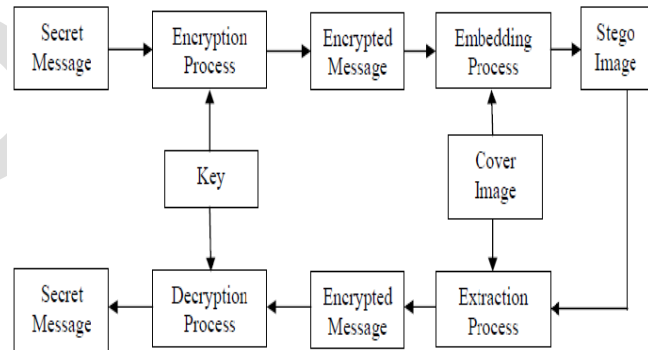 Secret
Message
Encryption
Process
Encrypted
Message
Embedding
Process
Stego
Image
Key
Cover
Image
Secret
Message
Decryption
Process
Encrypted
Message
Extraction
Process